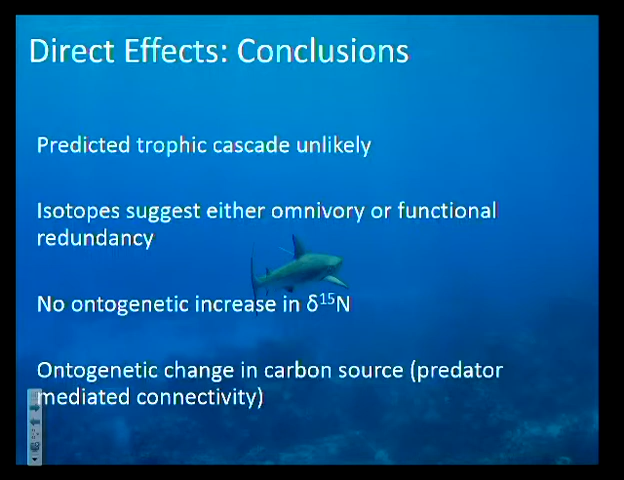 Direct Effects: Conclusions
Predicted trophic cascade unlikely
Isotopes suggest either omnivory or functional
redundancy
No ontogenetic increase in δ¹⁵N
Ontogenetic change in carbon source (predator
mediated connectivity)